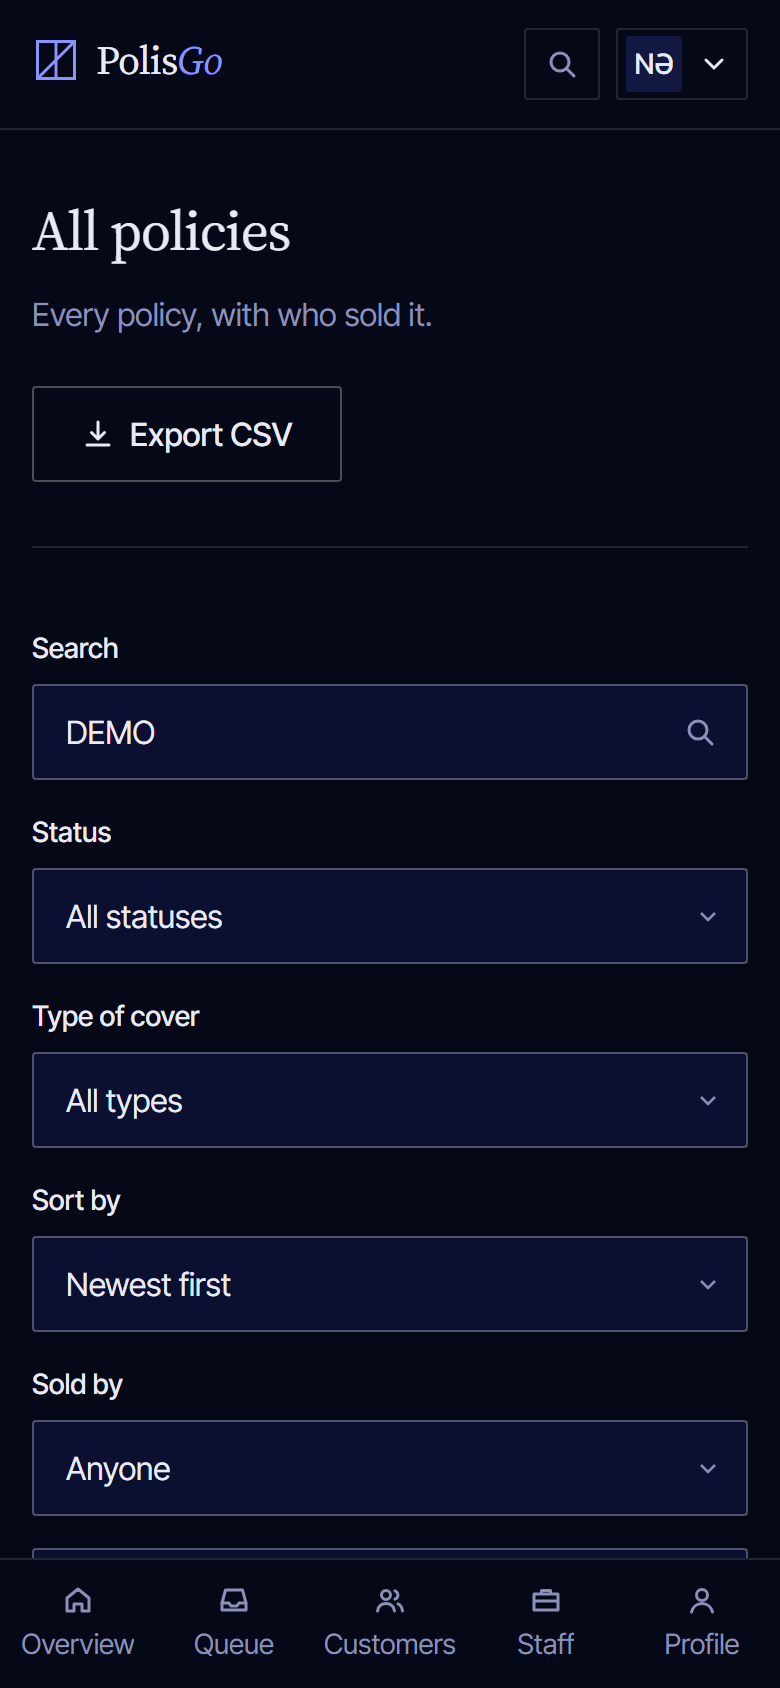 PolisGo
NƏ
All policies
Every policy, with who sold it.
Export CSV
Search
DEMO
Status
All statuses
Type of cover
All types
Sort by
Newest first
Sold by
Anyone
Overview
Queue
Customers
Staff
Profile